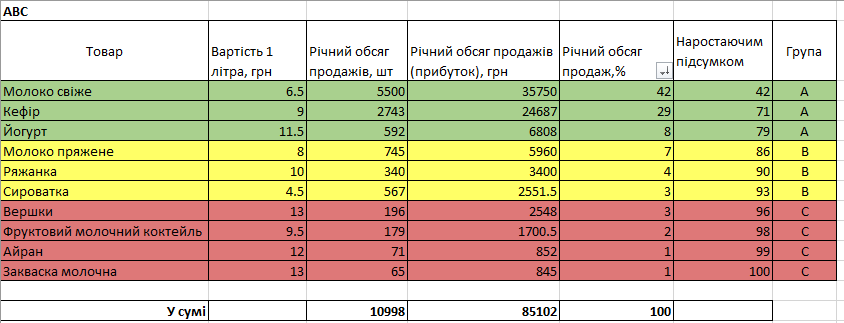 ABC
Товар Вартість 1 літра, грн Річний обсяг продажів, шт Річний обсяг продажів (прибуток), грн Річний обсяг продаж,% Наростаючим підсумком Група
Молоко свіже 6.5 5500 35750 42 42 A
Кефір 9 2743 24687 29 71 A
Йогурт 11.5 592 6808 8 79 A
Молоко пряжене 8 745 5960 7 86 B
Ряжанка 10 340 3400 4 90 B
Сироватка 4.5 567 2551.5 3 93 B
Вершки 13 196 2548 3 96 C
Фруктовий молочний коктейль 9.5 179 1700.5 2 98 C
Айран 12 71 852 1 99 C
Закваска молочна 13 65 845 1 100 C
У сумі 10998 85102 100